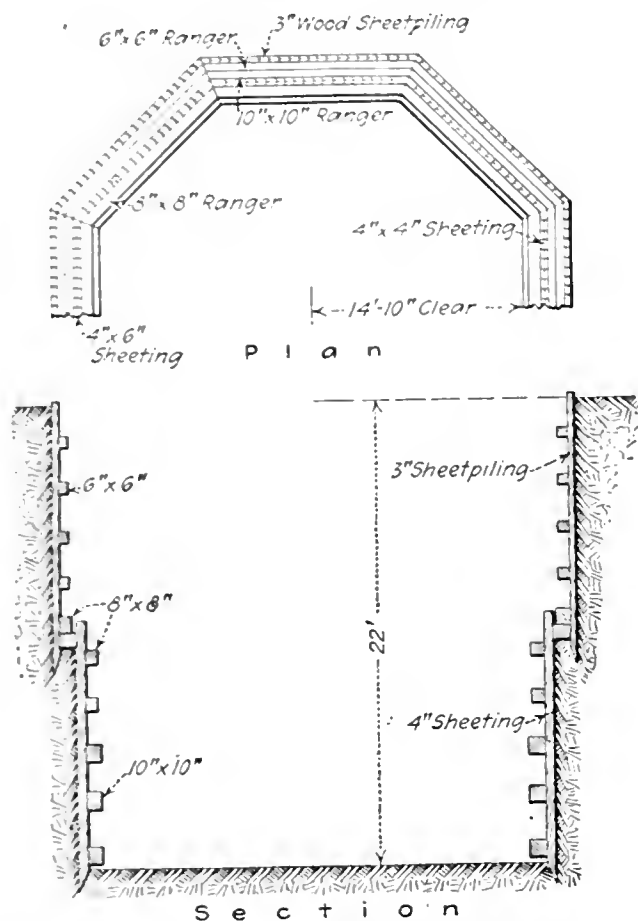 3" Wood Sheetpiling
6" x 6" Ranger
10" x 10" Ranger
8" x 8" Ranger
4" x 4" Sheeting
14'-10" Clear
4" x 6"
Sheeting
Plan
3" Sheetpiling
6" x 6"
8" x 8"
22'
4" Sheeting
10" x 10"
Section